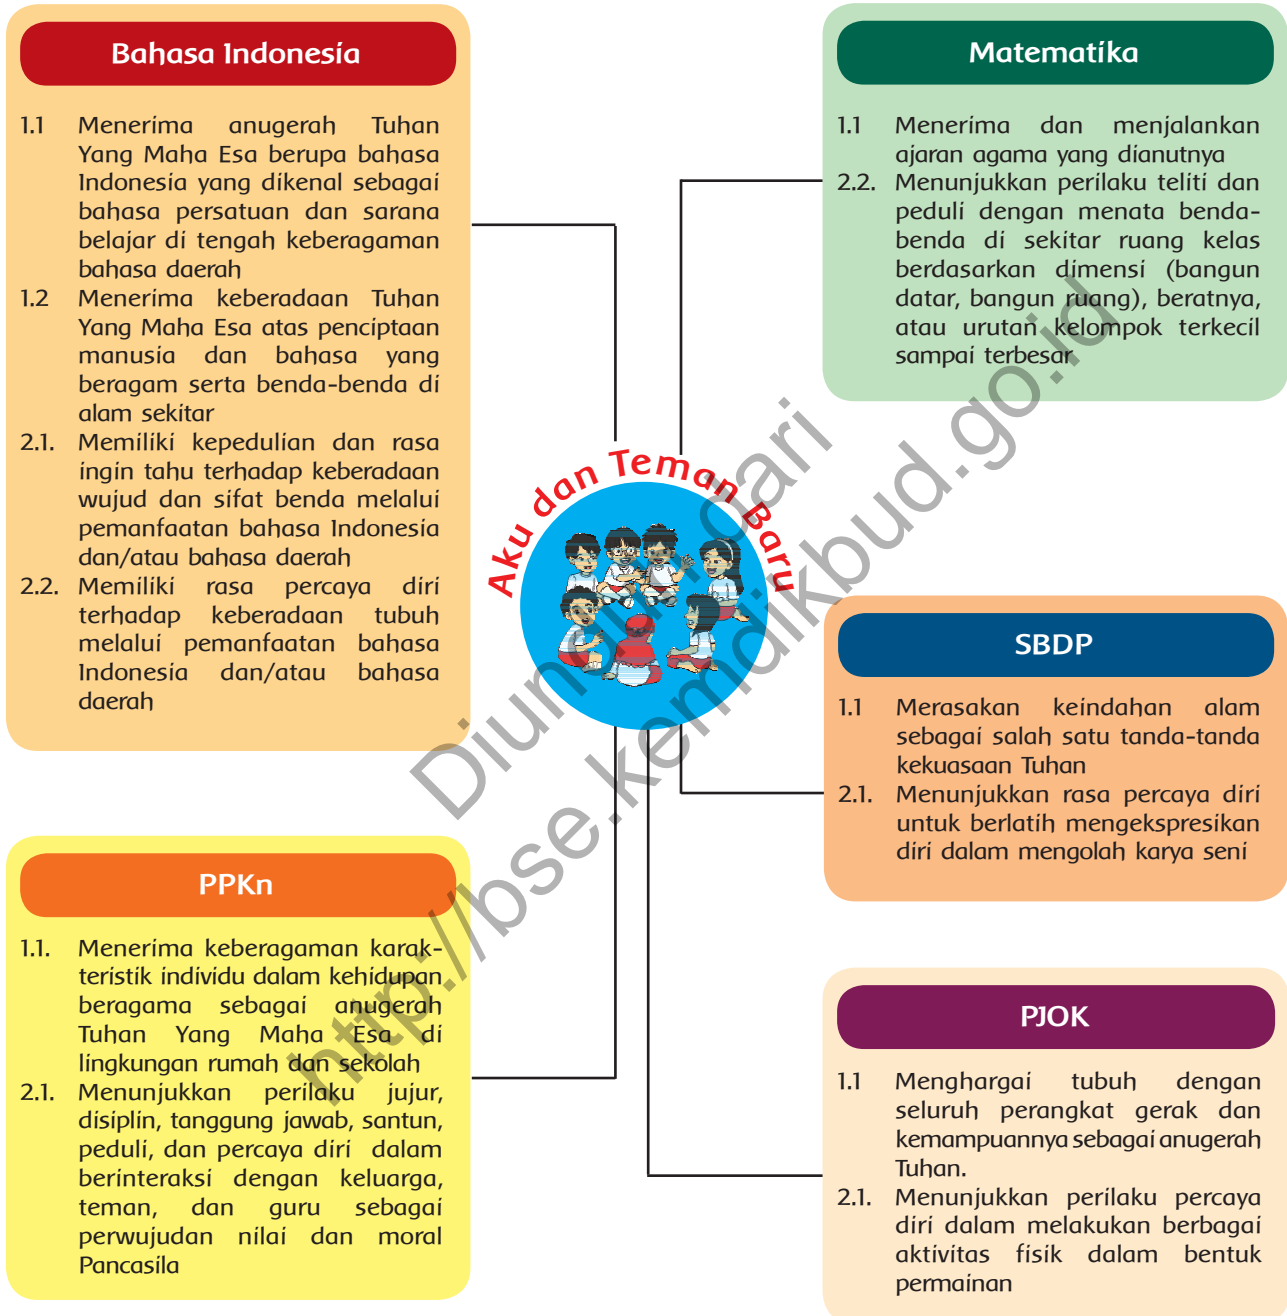 Bahasa Indonesia
1.1 Menerima anugerah Tuhan
Yang Maha Esa berupa bahasa
Indonesia yang dikenal sebagai
bahasa persatuan dan sarana
belajar di tengah keberagaman
bahasa daerah
1.2 Menerima keberadaan Tuhan
Yang Maha Esa atas penciptaan
manusia dan bahasa yang
beragam serta benda-benda di
alam sekitar
2.1. Memiliki kepedulian dan rasa
ingin tahu terhadap keberadaan
wujud dan sifat benda melalui
pemanfaatan bahasa Indonesia
dan/atau bahasa daerah
2.2. Memiliki rasa percaya diri
terhadap keberadaan tubuh
melalui pemanfaatan bahasa
Indonesia dan/atau bahasa
daerah
Matematika
1.1 Menerima dan menjalankan
ajaran agama yang dianutnya
2.2. Menunjukkan perilaku teliti dan
peduli dengan menata benda-
benda di sekitar ruang kelas
berdasarkan dimensi (bangun
datar, bangun ruang), beratnya,
atau urutan kelompok terkecil
sampai terbesar
Aku dan Teman Baru
SBDP
1.1 Merasakan keindahan alam
sebagai salah satu tanda-tanda
kekuasaan Tuhan
2.1. Menunjukkan rasa percaya diri
untuk berlatih mengekspresikan
diri dalam mengolah karya seni
PPKn
1.1. Menerima keberagaman karak-
teristik individu dalam kehidupan
beragama sebagai anugerah
Tuhan Yang Maha Esa di
lingkungan rumah dan sekolah
2.1. Menunjukkan perilaku jujur,
disiplin, tanggung jawab, santun,
peduli, dan percaya diri dalam
berinteraksi dengan keluarga,
teman, dan guru sebagai
perwujudan nilai dan moral
Pancasila
PJOK
1.1 Menghargai tubuh dengan
seluruh perangkat gerak dan
kemampuannya sebagai anugerah
Tuhan.
2.1. Menunjukkan perilaku percaya
diri dalam melakukan berbagai
aktivitas fisik dalam bentuk
permainan
Diunduh dari
http://bse.kemdikbud.go.id